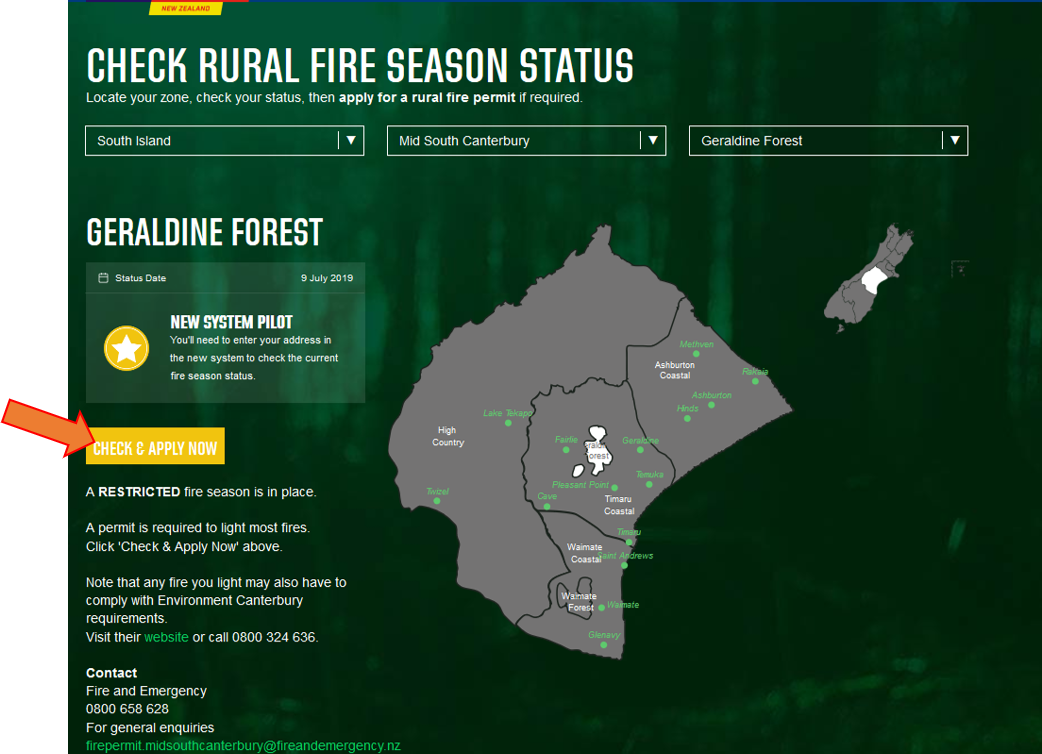 NEW ZEALAND
CHECK RURAL FIRE SEASON STATUS
Locate your zone, check your status, then apply for a rural fire permit if required.
South Island
Mid South Canterbury
Geraldine Forest
GERALDINE FOREST
Status Date 9 July 2019
NEW SYSTEM PILOT
You'll need to enter your address in
the new system to check the current
fire season status.
CHECK & APPLY NOW
A RESTRICTED fire season is in place.
A permit is required to light most fires.
Click 'Check & Apply Now' above.
Note that any fire you light may also have to
comply with Environment Canterbury
requirements.
Visit their website or call 0800 324 636.
Contact
Fire and Emergency
0800 658 628
For general enquiries
firepermit.midsouthcanterbury@fireandemergency.nz
Methven
Ashburton
Coastal
Rakaia
Ashburton
Hinds
Lake Tekapo
High
Country
Fairlie
Geraldine
orest
Temuka
Pleasant Point
Twizel
Cave
Timaru
Coastal
Timaru
Waimate
Coastal
Saint Andrews
Waimate
Forest
Waimate
Glenavy